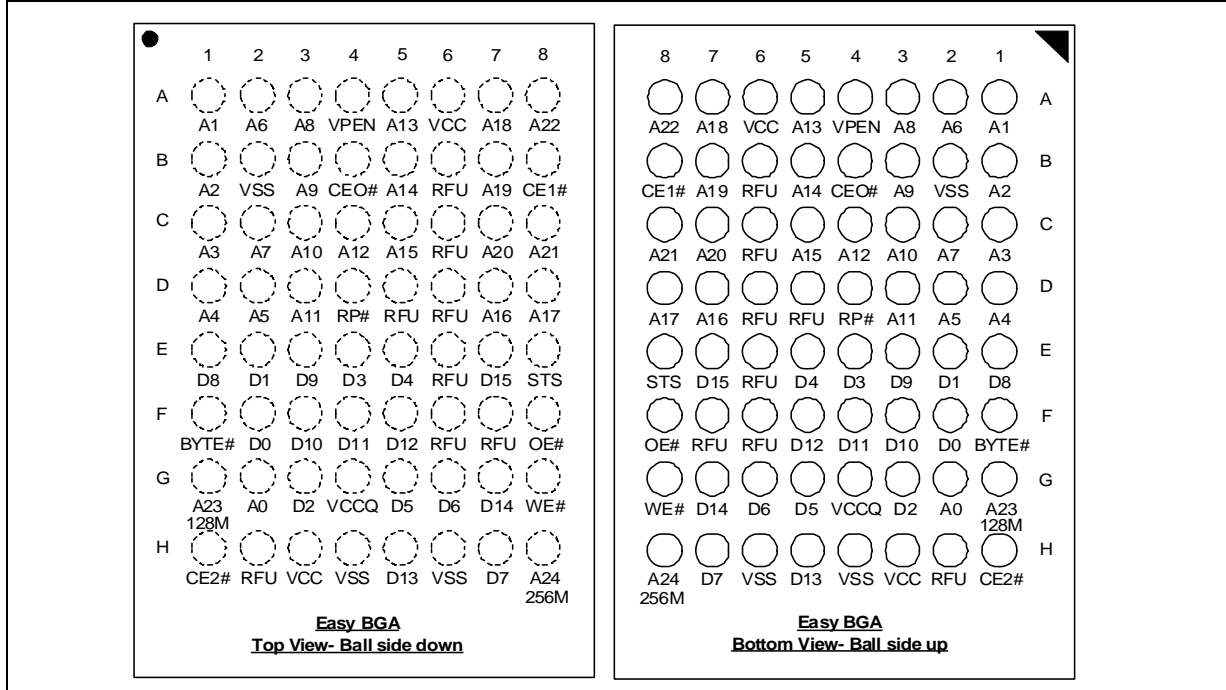 1 2 3 4 5 6 7 8
A
A1 A6 A8 VPEN A13 VCC A18 A22
B
A2 VSS A9 CEO# A14 RFU A19 CE1#
C
A3 A7 A10 A12 A15 RFU A20 A21
D
A4 A5 A11 RP# RFU RFU A16 A17
E
D8 D1 D9 D3 D4 RFU D15 STS
F
BYTE# D0 D10 D11 D12 RFU RFU OE#
G
A23 A0 D2 VCCQ D5 D6 D14 WE#
128M
H
CE2# RFU VCC VSS D13 VSS D7 A24
256M
Easy BGA
Top View- Ball side down
8 7 6 5 4 3 2 1
A
A22 A18 VCC A13 VPEN A8 A6 A1
B
CE1# A19 RFU A14 CEO# A9 VSS A2
C
A21 A20 RFU A15 A12 A10 A7 A3
D
A17 A16 RFU RFU RP# A11 A5 A4
E
STS D15 RFU D4 D3 D9 D1 D8
F
OE# RFU RFU D12 D11 D10 D0 BYTE#
G
WE# D14 D6 D5 VCCQ D2 A0 A23
128M
H
A24 D7 VSS D13 VSS VCC RFU CE2#
256M
Easy BGA
Bottom View- Ball side up